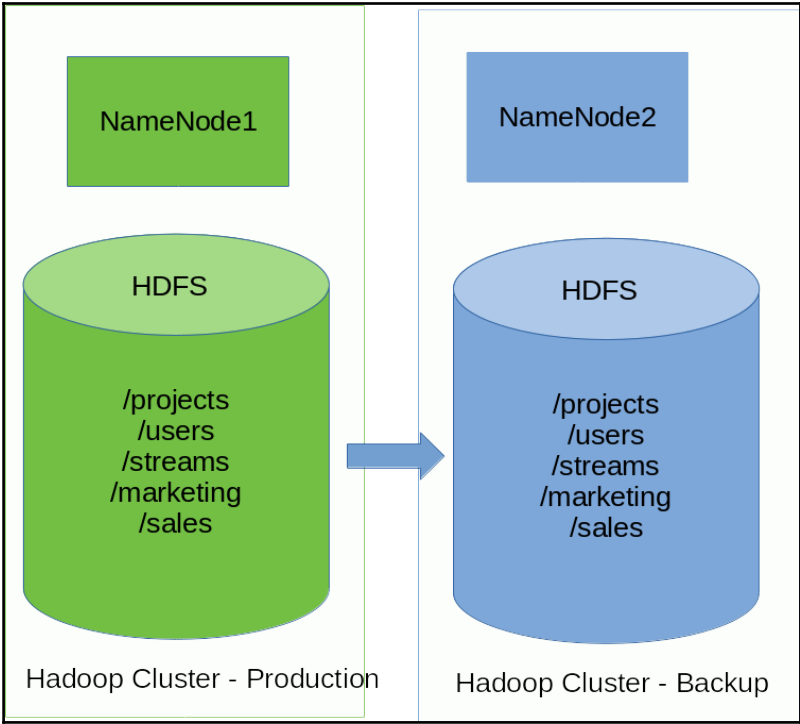 NameNode1
HDFS
/projects
/users
/streams
/marketing
/sales
Hadoop Cluster - Production
NameNode2
HDFS
/projects
/users
/streams
/marketing
/sales
Hadoop Cluster - Backup